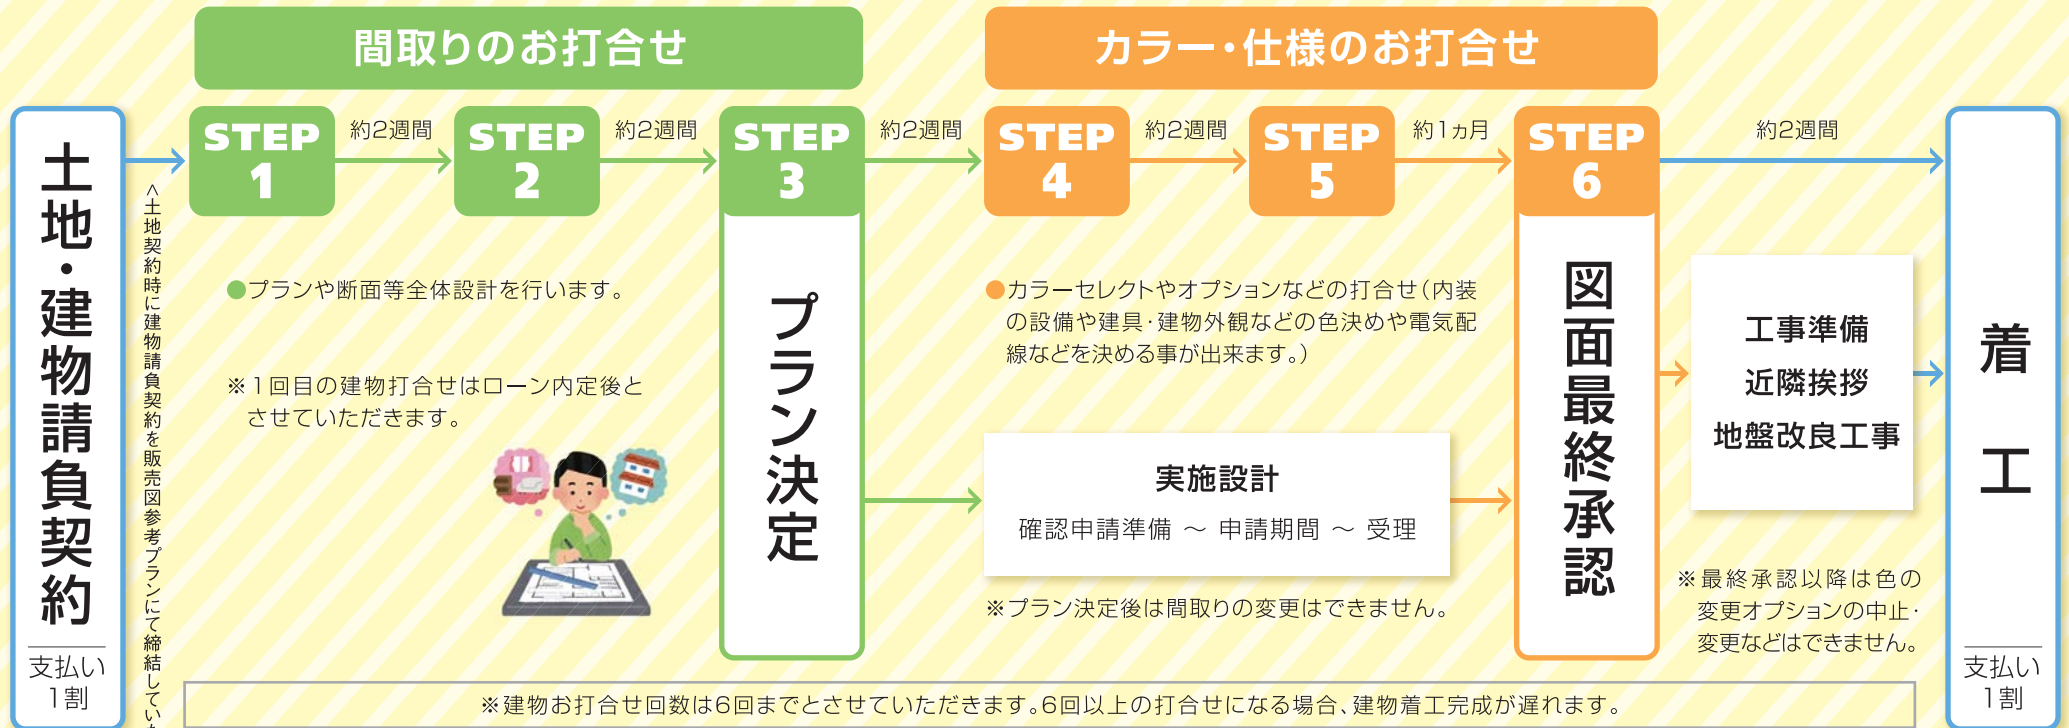 間取りのお打合せ
カラー・仕様のお打合せ
土地・建物請負契約
支払い
1割
<土地契約時に建物請負契約を販売図参考プランにて締結してい
STEP
1
約2週間
STEP
2
約2週間
STEP
3
約2週間
STEP
4
約2週間
STEP
5
約1ヵ月
STEP
6
約2週間
●プランや断面等全体設計を行います。
※1回目の建物打合せはローン内定後と
させていただきます。
プラン決定
●カラーセレクトやオプションなどの打合せ(内装
の設備や建具・建物外観などの色決めや電気配
線などを決める事が出来ます。)
実施設計
確認申請準備 〜 申請期間 〜 受理
※プラン決定後は間取りの変更はできません。
図面最終承認
工事準備
近隣挨拶
地盤改良工事
※最終承認以降は色の
変更オプションの中止・
変更などはできません。
着工
支払い
1割
※建物お打合せ回数は6回までとさせていただきます。6回以上の打合せになる場合、建物着工完成が遅れます。